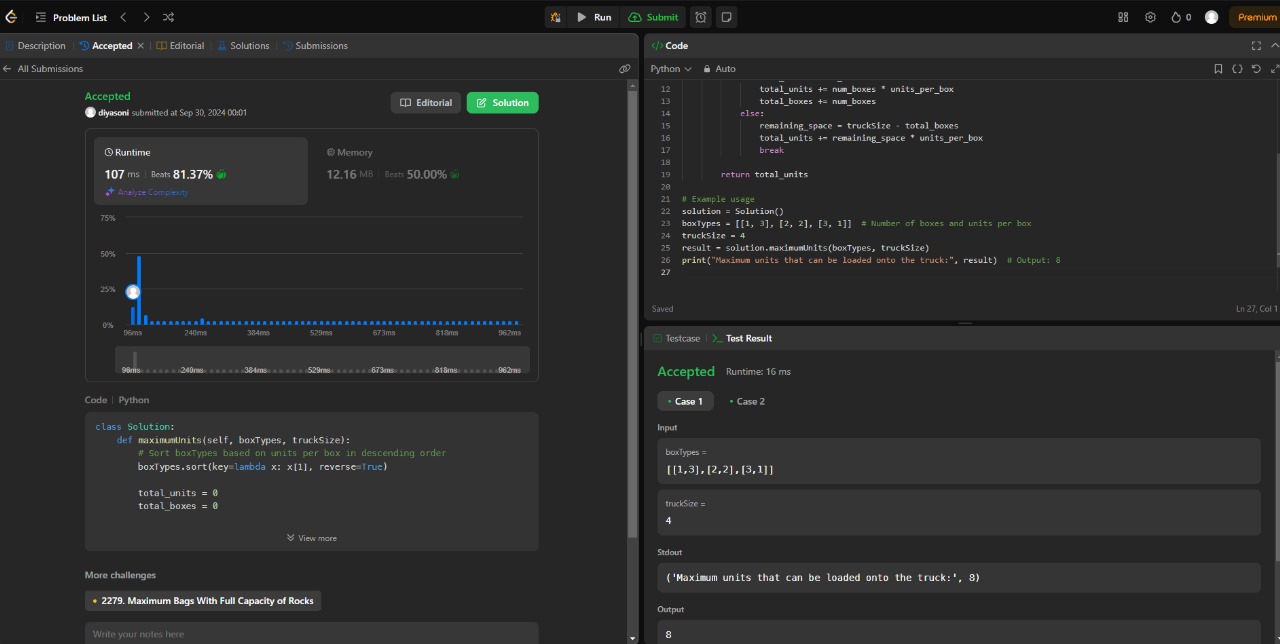 Problem List
Run
Submit
0
Premium
Description
Accepted
Editorial
Solutions
Submissions
All Submissions
Accepted
diyasoni submitted at Sep 30, 2024 00:01
Editorial
Solution
Runtime
107 ms | Beats 81.37%
Analyze Complexity
Memory
12.16 MB | Beats 50.00%
75%
50%
25%
0%
96ms 240ms 384ms 529ms 673ms 818ms 962ms
96ms 240ms 384ms 529ms 673ms 818ms 962ms
Code | Python
class Solution:
    def maximumUnits(self, boxTypes, truckSize):
        # Sort boxTypes based on units per box in descending order
        boxTypes.sort(key=lambda x: x[1], reverse=True)
        total_units = 0
        total_boxes = 0
View more
More challenges
2279. Maximum Bags With Full Capacity of Rocks
Write your notes here
</> Code
Python
Auto
12 total_units += num_boxes * units_per_box
13 total_boxes += num_boxes
14 else:
15 remaining_space = truckSize - total_boxes
16 total_units += remaining_space * units_per_box
17 break
18
19 return total_units
20
21 # Example usage
22 solution = Solution()
23 boxTypes = [[1, 3], [2, 2], [3, 1]]  # Number of boxes and units per box
24 truckSize = 4
25 result = solution.maximumUnits(boxTypes, truckSize)
26 print("Maximum units that can be loaded onto the truck:", result)  # Output: 8
27
Saved
Ln 27, Col 1
Testcase
Test Result
Accepted
Runtime: 16 ms
Case 1
Case 2
Input
boxTypes =
[[1,3],[2,2],[3,1]]
truckSize =
4
Stdout
('Maximum units that can be loaded onto the truck:', 8)
Output
8